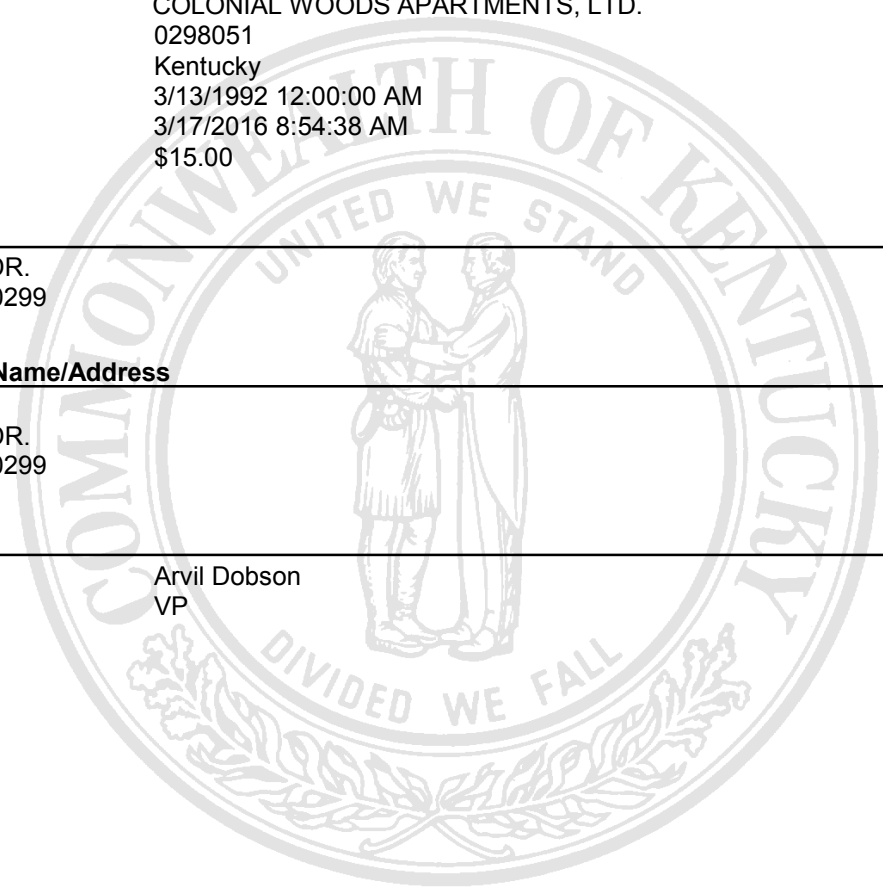 COLONIAL WOODS APARTMENTS, LTD.
0298051
Kentucky
3/13/1992 12:00:00 AM
3/17/2016 8:54:38 AM
$15.00
COMMONWEALTH OF KENTUCKY
UNITED WE STAND
DR.
0299
Name/Address
DR.
0299
Arvil Dobson
VP
DIVIDED WE FALL